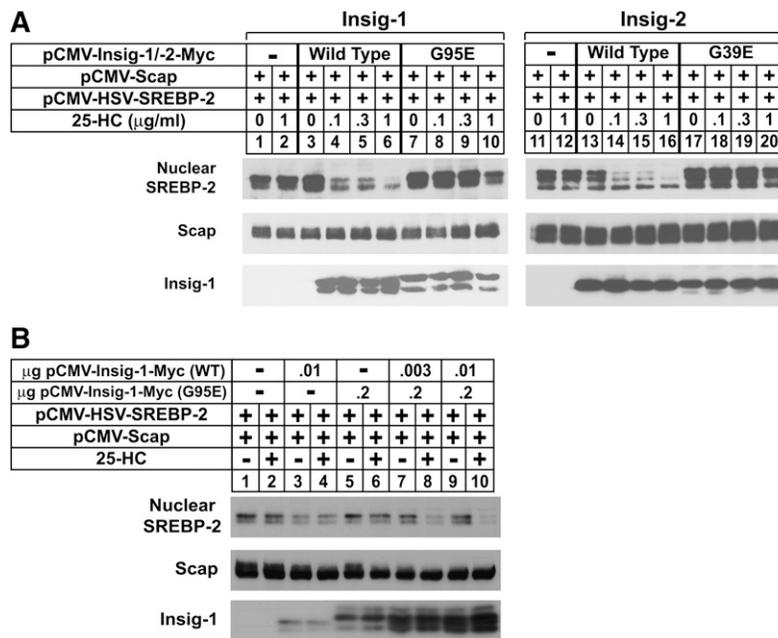 A
Insig-1 Insig-2
pCMV-Insig-1/-2-Myc - Wild Type G95E - Wild Type G39E
pCMV-Scap + + + + + + + + + + + + + + + + + + + +
pCMV-HSV-SREBP-2 + + + + + + + + + + + + + + + + + + + +
25-HC (μg/ml) 0 1 0 .1 .3 1 0 .1 .3 1 0 1 0 .1 .3 1 0 .1 .3 1
1 2 3 4 5 6 7 8 9 10 11 12 13 14 15 16 17 18 19 20
Nuclear
SREBP-2
Scap
Insig-1
B
μg pCMV-Insig-1-Myc (WT) - .01 - .003 .01
μg pCMV-Insig-1-Myc (G95E) - - .2 .2 .2
pCMV-HSV-SREBP-2 + + + + + + + + + +
pCMV-Scap + + + + + + + + + +
25-HC - + - + - + - + - +
1 2 3 4 5 6 7 8 9 10
Nuclear
SREBP-2
Scap
Insig-1